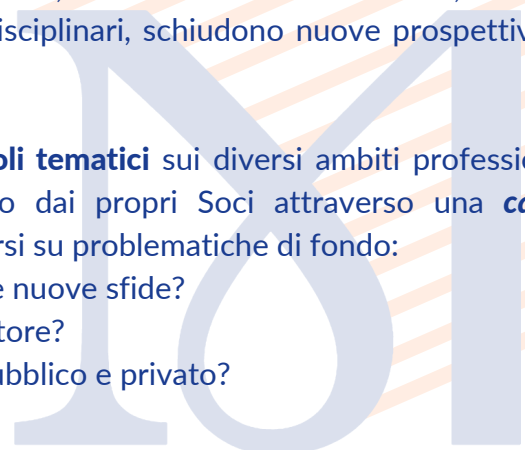 isciplinari, schiudono nuove prospettiv
oli tematici sui diversi ambiti professio
o dai propri Soci attraverso una co
rsi su problematiche di fondo:
e nuove sfide?
tore?
ubblico e privato?